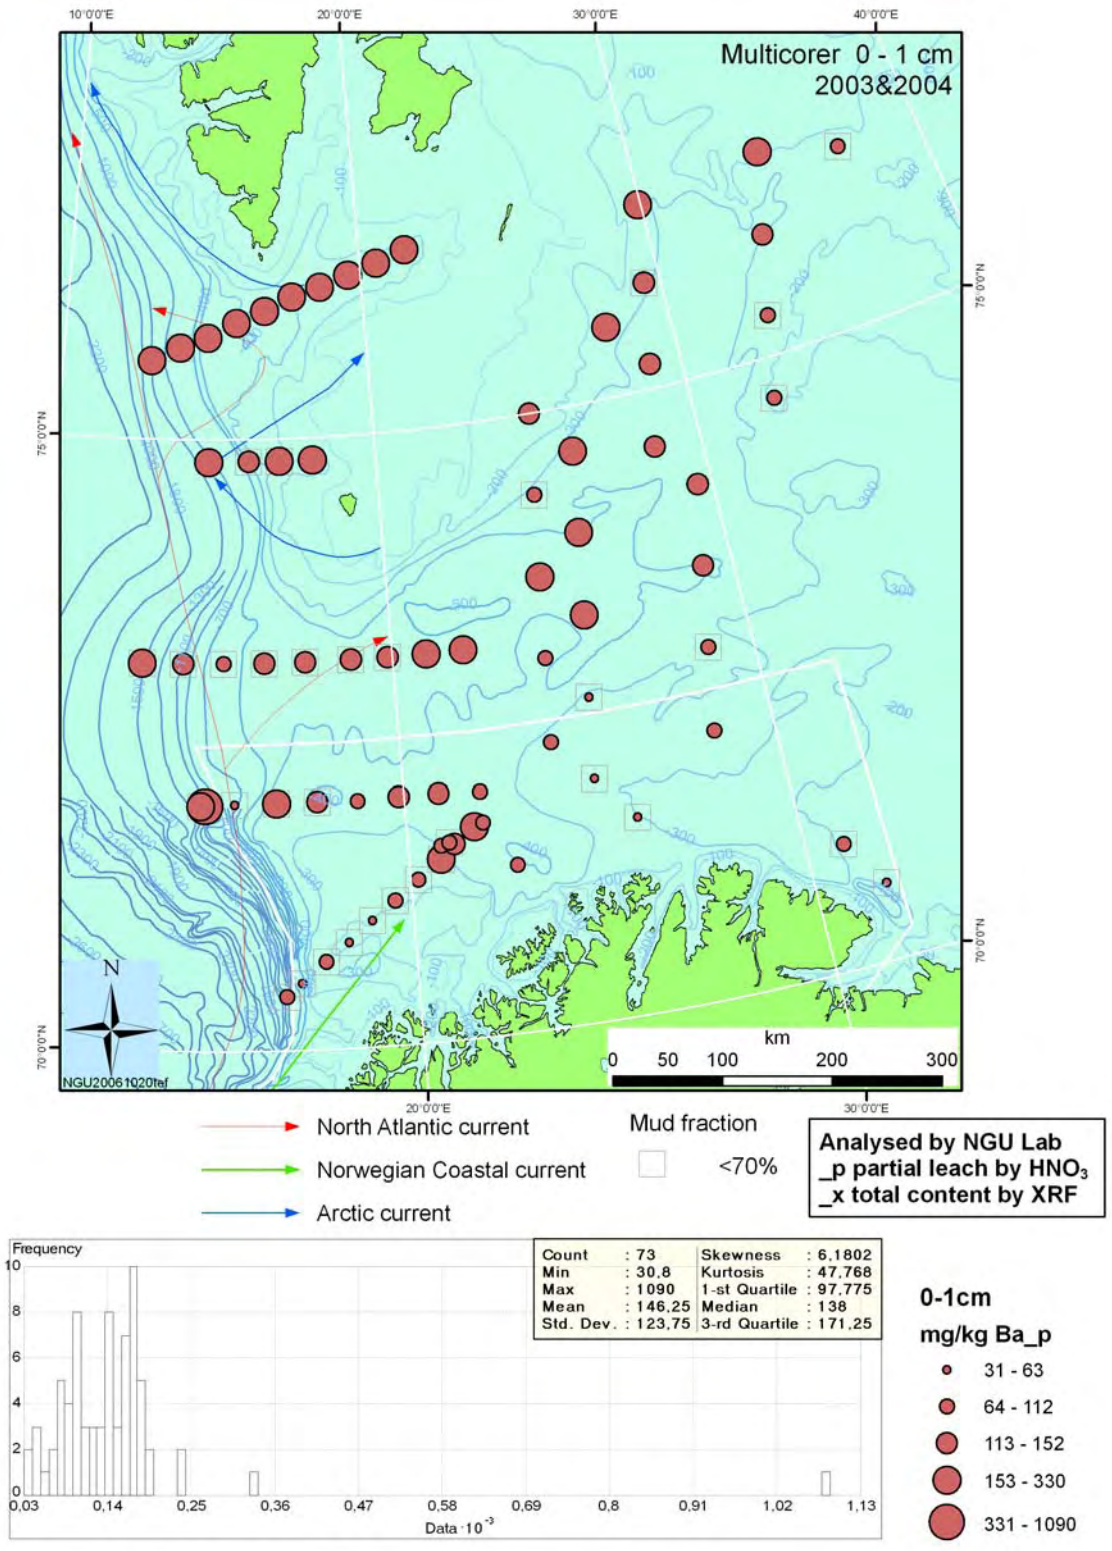 10°0'0"E 20°0'0"E 30°0'0"E 40°0'0"E
Multicorer 0 - 1 cm
2003&2004
75°0'0"N
75°0'0"N
70°0'0"N
70°0'0"N
N
NGU20061020tef
km
0 50 100 200 300
20°0'0"E 30°0'0"E
North Atlantic current
Norwegian Coastal current
Arctic current
Mud fraction
<70%
Analysed by NGU Lab
_p partial leach by HNO₃
_x total content by XRF
Frequency
10
8
6
4
2
0
0,03 0,14 0,25 0,36 0,47 0,58 0,69 0,8 0,91 1,02 1,13
Data·10⁻³
Count : 73 Skewness : 6,1802
Min : 30,8 Kurtosis : 47,768
Max : 1090 1-st Quartile : 97,775
Mean : 146,25 Median : 138
Std. Dev. : 123,75 3-rd Quartile : 171,25
0-1cm
mg/kg Ba_p
31 - 63
64 - 112
113 - 152
153 - 330
331 - 1090